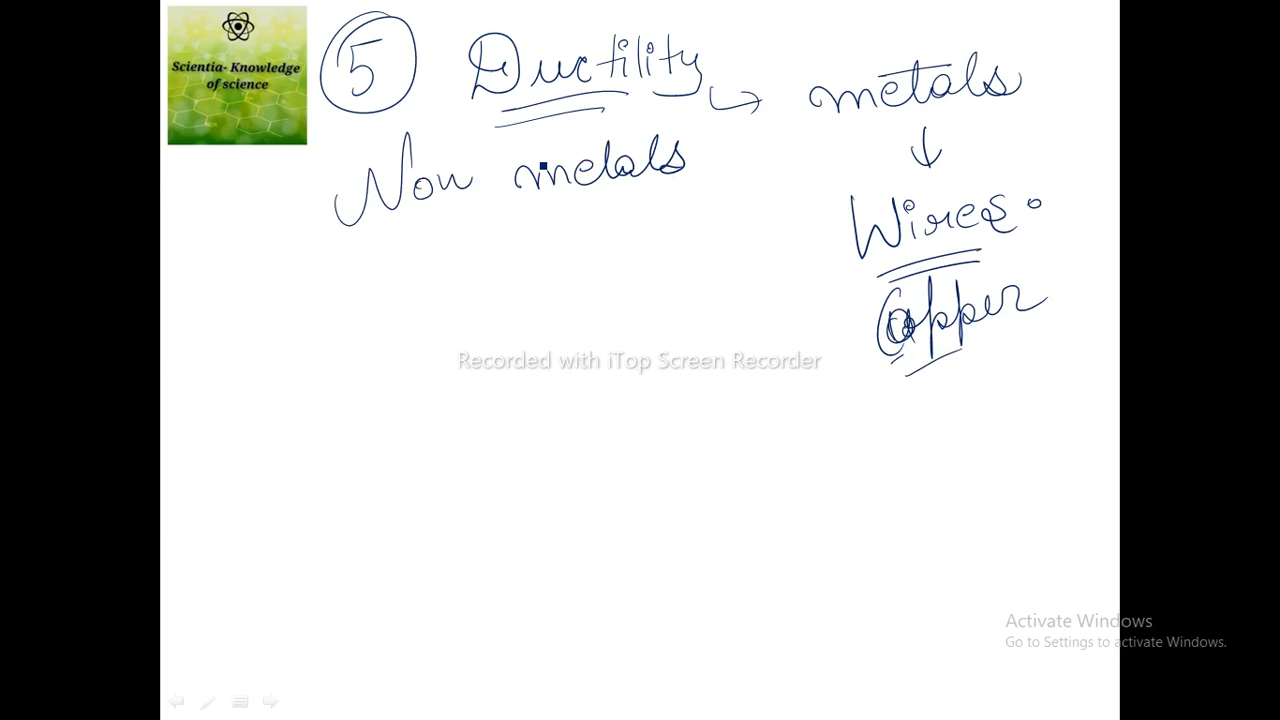 Scientia- Knowledge
of science
5 Ductility → metals
Non metals
↓
Wires.
Copper
Recorded with iTop Screen Recorder
Activate Windows
Go to Settings to activate Windows.